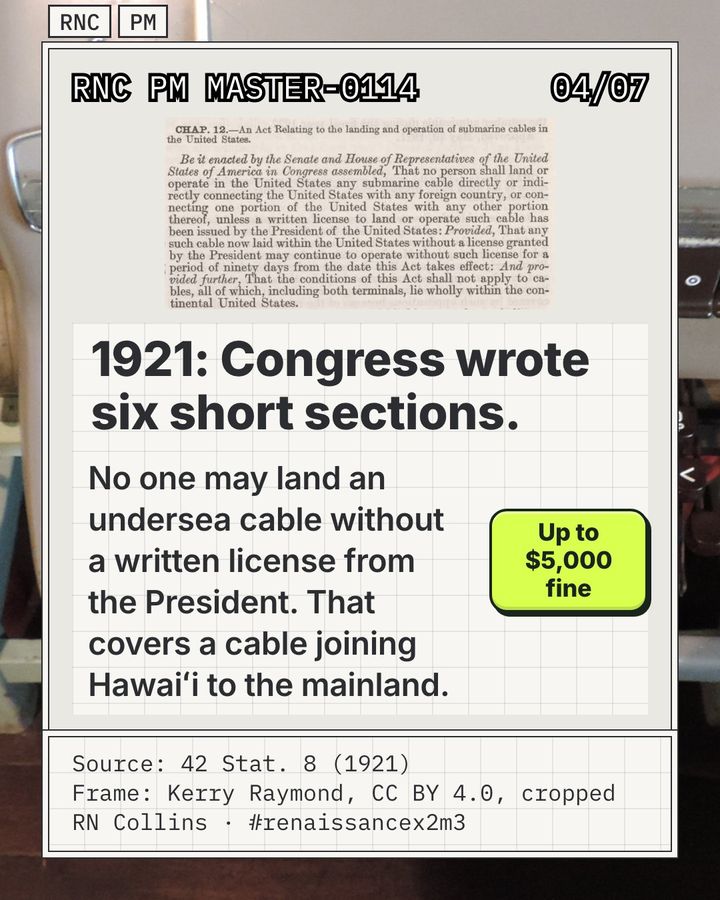 RNC PM
RNC PM MASTER-0114 04/07
CHAP. 12.—An Act Relating to the landing and operation of submarine cables in
the United States.
Be it enacted by the Senate and House of Representatives of the United
States of America in Congress assembled, That no person shall land or
operate in the United States any submarine cable directly or indi-
rectly connecting the United States with any foreign country, or con-
necting one portion of the United States with any other portion
thereof, unless a written license to land or operate such cable has
been issued by the President of the United States: Provided, That any
such cable now laid within the United States without a license granted
by the President may continue to operate without such license for a
period of ninety days from the date this Act takes effect: And pro-
vided further, That the conditions of this Act shall not apply to ca-
bles, all of which, including both terminals, lie wholly within the con-
tinental United States.
1921: Congress wrote
six short sections.
No one may land an
undersea cable without
a written license from
the President. That
covers a cable joining
Hawaiʻi to the mainland.
Up to
$5,000
fine
Source: 42 Stat. 8 (1921)
Frame: Kerry Raymond, CC BY 4.0, cropped
RN Collins · #renaissancex2m3